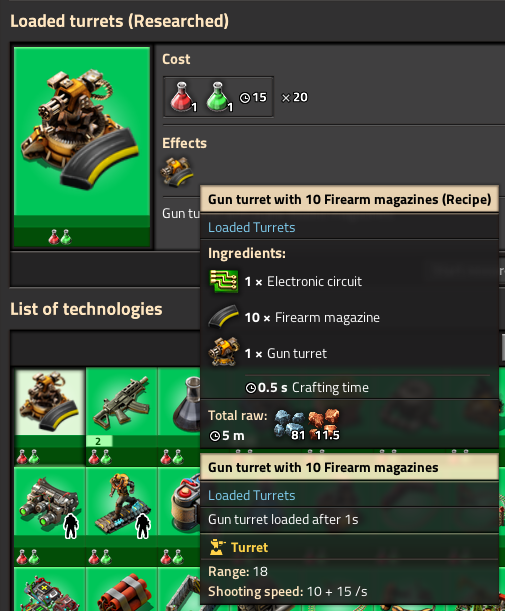 Loaded turrets (Researched)
Cost
1 1 15 × 20
Effects
Gun tu
Gun turret with 10 Firearm magazines (Recipe)
Loaded Turrets
Ingredients:
1 × Electronic circuit
10 × Firearm magazine
1 × Gun turret
0.5 s Crafting time
Total raw:
5 m 81 11.5
List of technologies
2
Gun turret with 10 Firearm magazines
Loaded Turrets
Gun turret loaded after 1s
Turret
Range: 18
Shooting speed: 10 + 15 /s